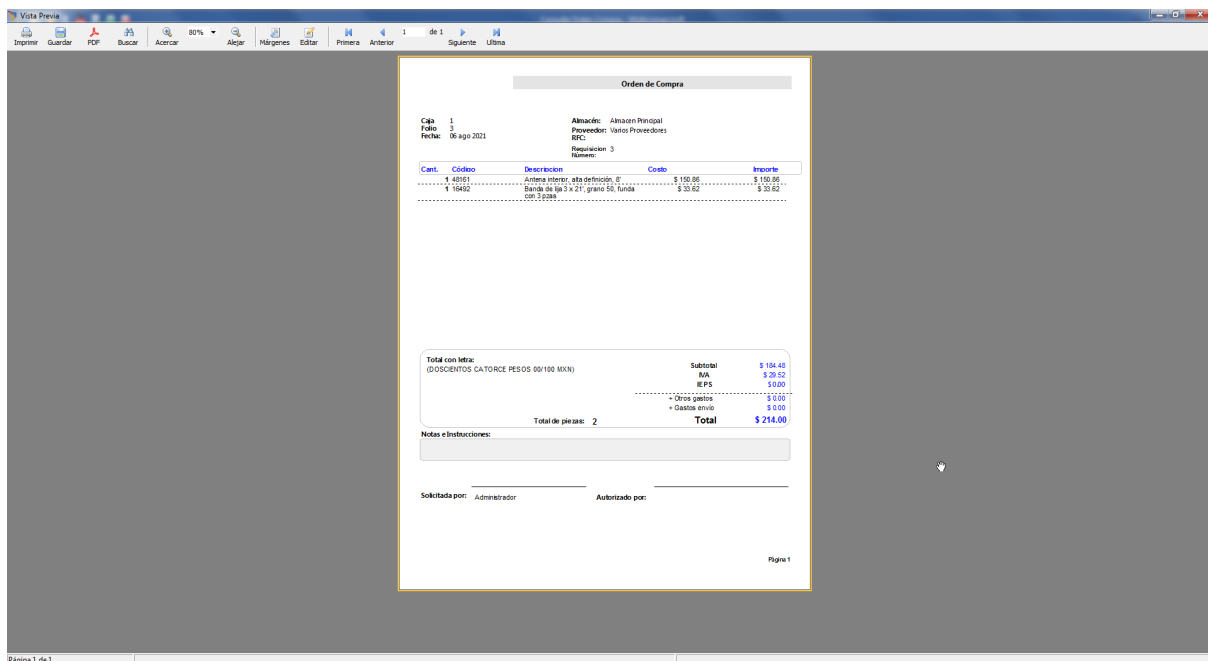 Vista Previa
Imprimir Guardar PDF Buscar Acercar 80% Alejar Márgenes Editar Primera Anterior 1 de 1 Siguiente Ultima
Orden de Compra
Caja 1
Folio 3
Fecha: 06 ago 2021
Almacén: Almacen Principal
Proveedor: Varios Proveedores
RFC:
Requisicion 3
Número:
Cant. Código Descripcion Costo Importe
1 48161 Antena interior, alta definición, 8' $ 150.86 $ 150.86
1 16492 Banda de lija 3 x 21', grano 50, funda $ 33.62 $ 33.62
con 3 pzas
Total con letra:
(DOSCIENTOS CATORCE PESOS 00/100 MXN)
Subtotal $ 184.48
IVA $ 29.52
IEPS $ 0.00
+ Otros gastos $ 0.00
+ Gastos envío $ 0.00
Total de piezas: 2 Total $ 214.00
Notas e Instrucciones:
Solicitada por: Administrador Autorizado por:
Página 1
Página 1 de 1